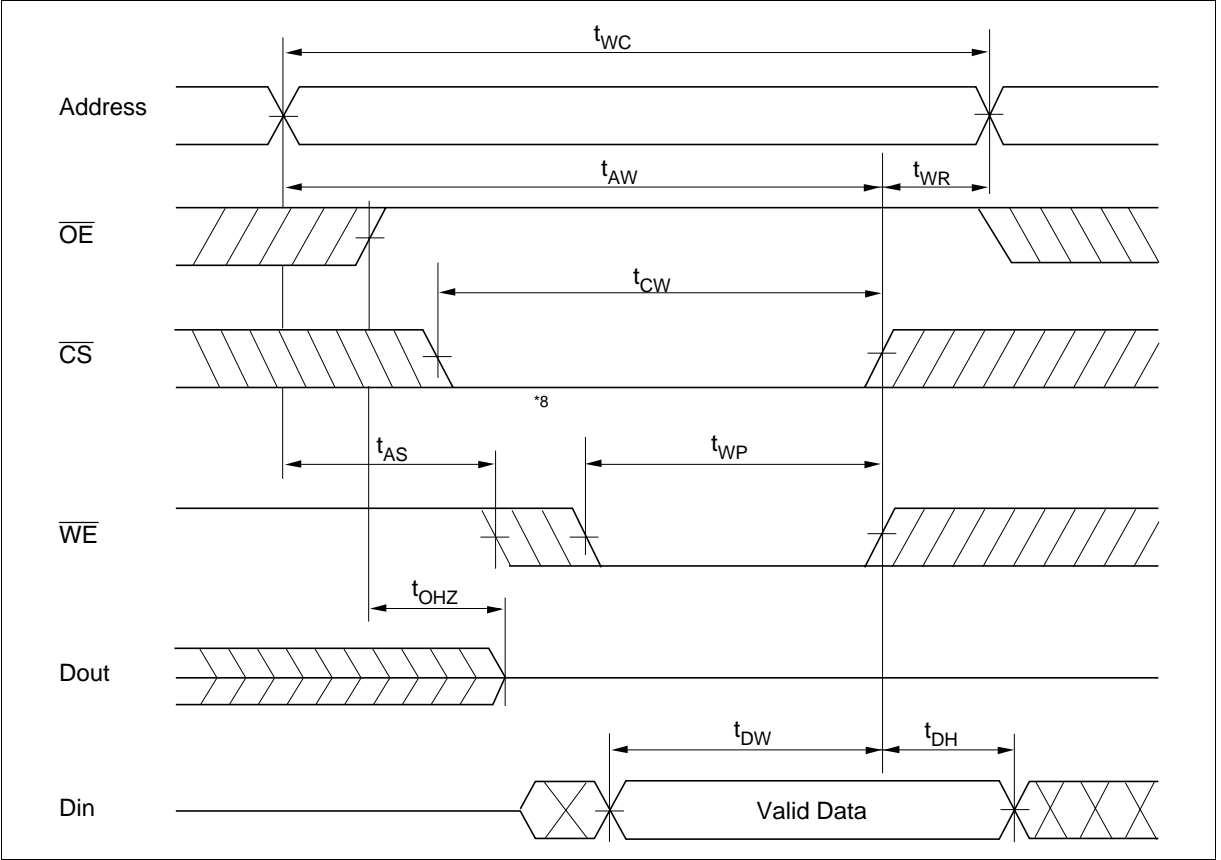 tWC
Address
tAW
tWR
OE
tCW
CS
*8
tAS
tWP
WE
tOHZ
Dout
tDW
tDH
Din
Valid Data